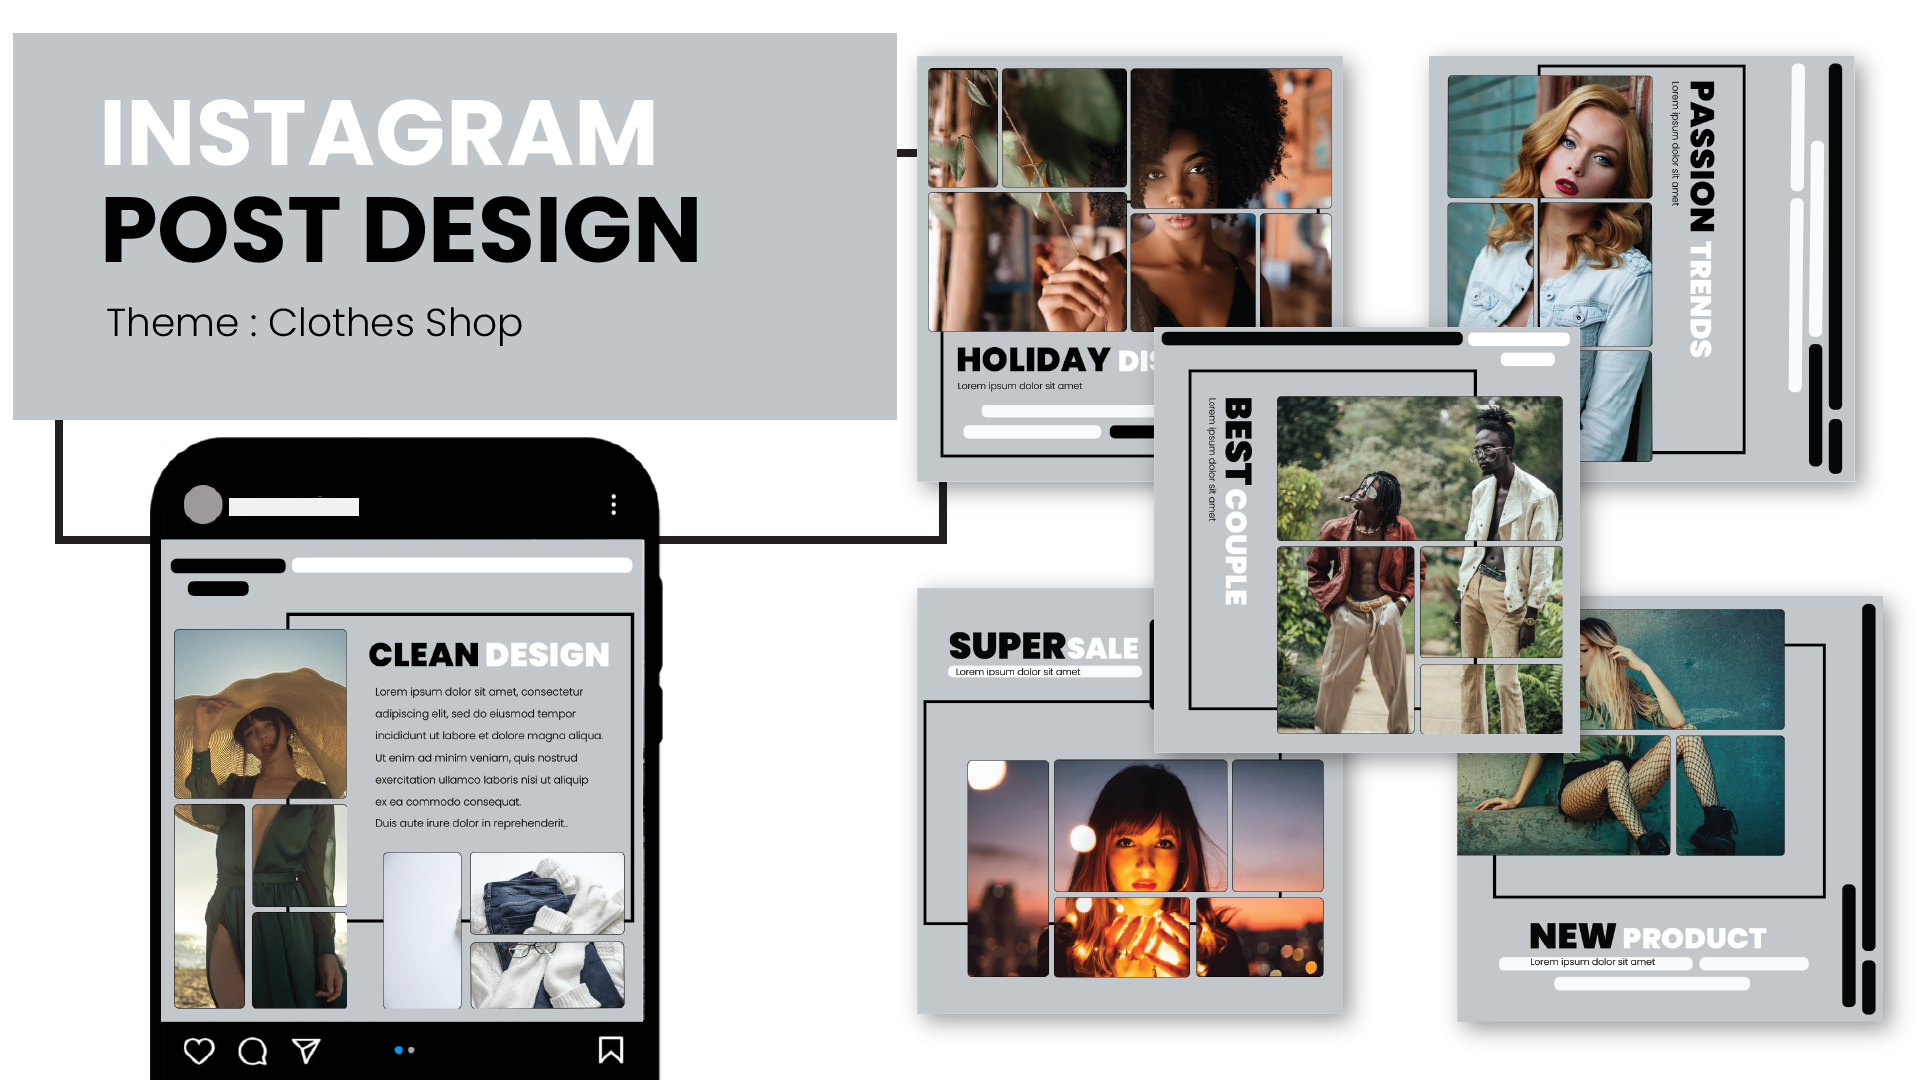 INSTAGRAM
POST DESIGN
Theme : Clothes Shop
CLEAN DESIGN
Lorem ipsum dolor sit amet, consectetur
adipiscing elit, sed do eiusmod tempor
incididunt ut labore et dolore magna aliqua.
Ut enim ad minim veniam, quis nostrud
exercitation ullamco laboris nisi ut aliquip
ex ea commodo consequat.
Duis aute irure dolor in reprehenderit..
HOLIDAY
Lorem ipsum dolor sit amet
PASSION TRENDS
Lorem ipsum dolor sit amet
BEST COUPLE
Lorem ipsum dolor sit amet
SUPER SALE
Lorem ipsum dolor sit amet
NEW PRODUCT
Lorem ipsum dolor sit amet